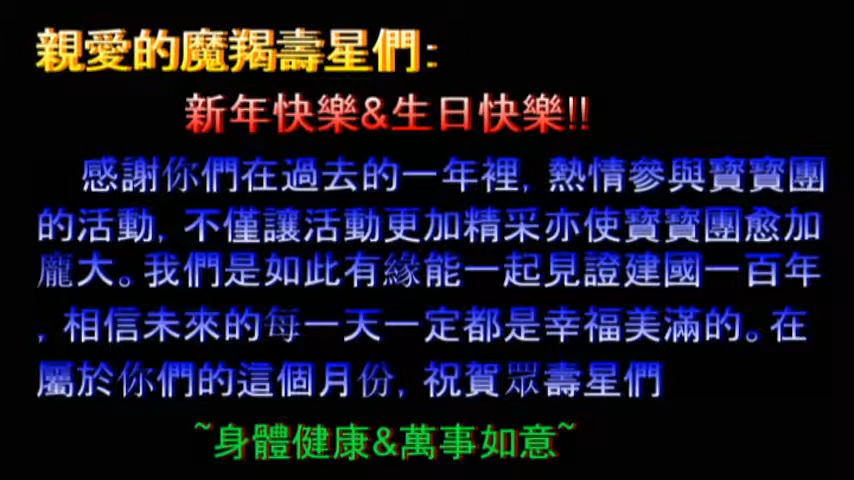 親愛的魔羯壽星們:
新年快樂&生日快樂!!
感謝你們在過去的一年裡, 熱情參與寶寶團
的活動, 不僅讓活動更加精采亦使寶寶團愈加
龐大。我們是如此有緣能一起見證建國一百年
, 相信未來的每一天一定都是幸福美滿的。在
屬於你們的這個月份, 祝賀眾壽星們
~身體健康&萬事如意~